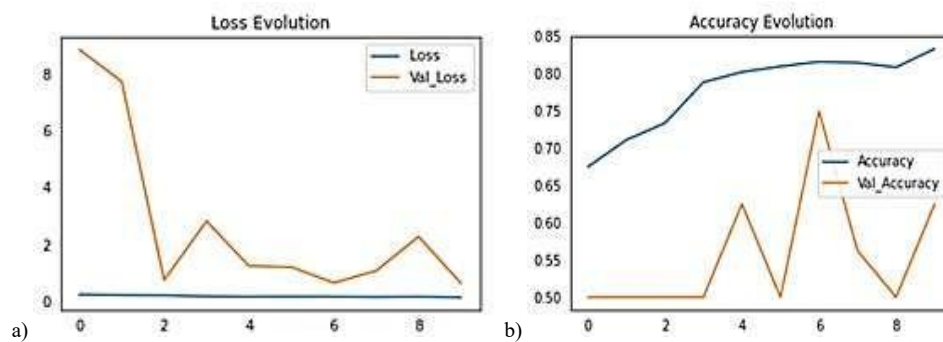 Loss Evolution
Loss
Val_Loss
8
6
4
2
0
0 2 4 6 8
a)
Accuracy Evolution
0.85
0.80
0.75
0.70
0.65
0.60
0.55
0.50
Accuracy
Val_Accuracy
0 2 4 6 8
b)